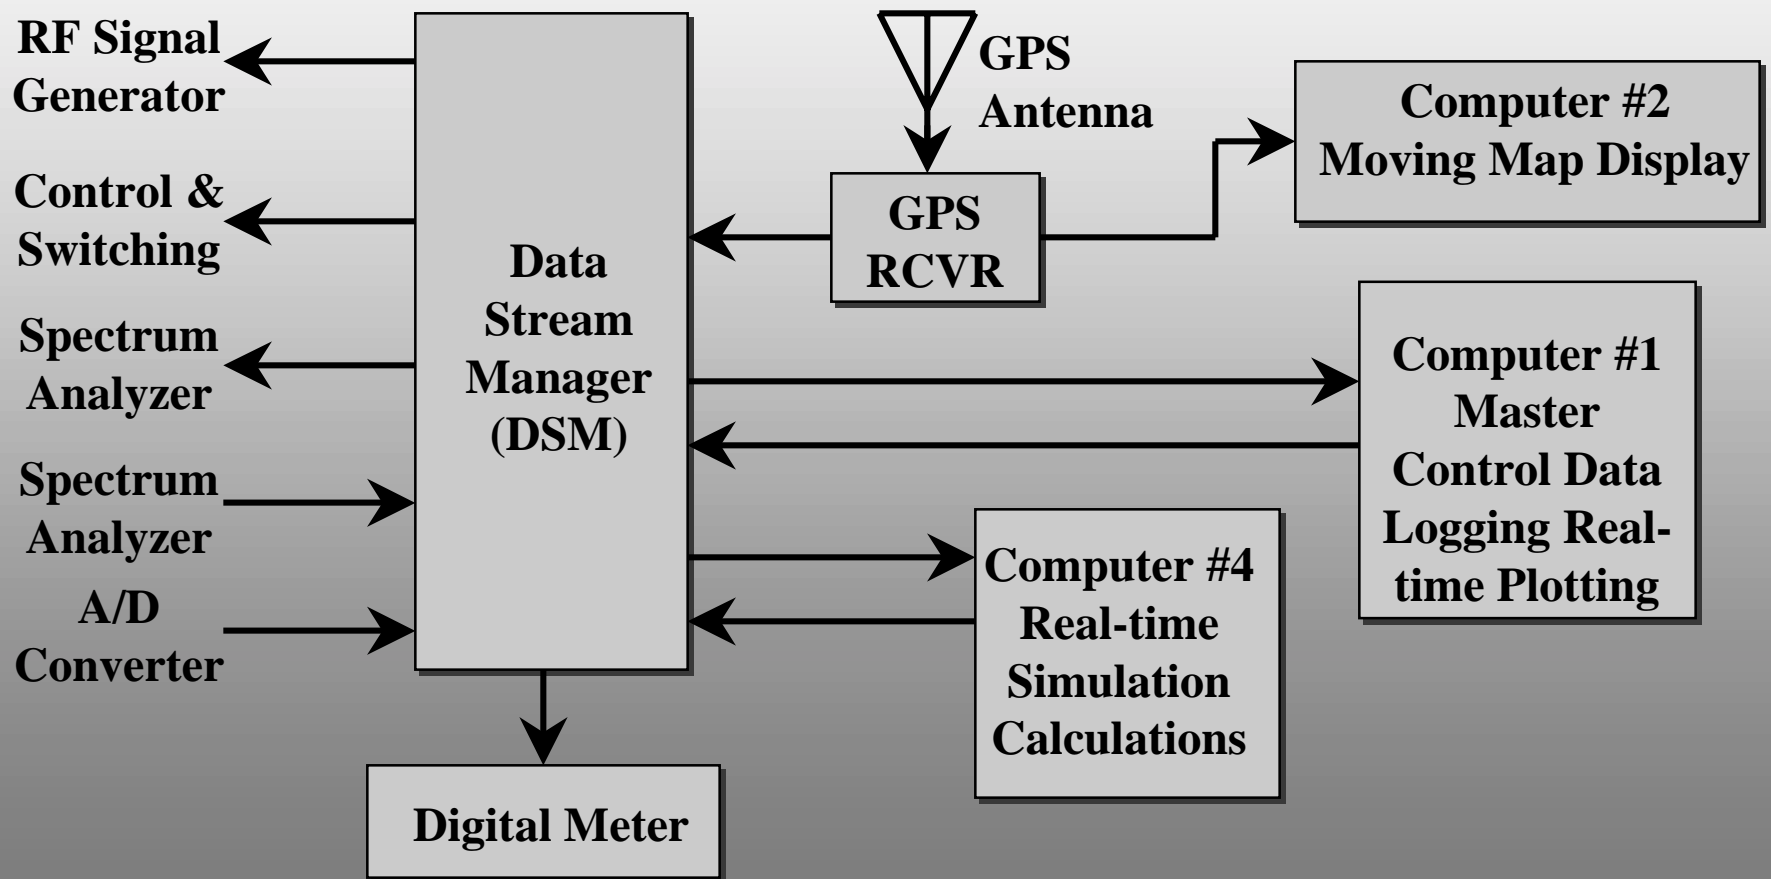 RF Signal
Generator
Control &
Switching
Spectrum
Analyzer
Spectrum
Analyzer
A/D
Converter
Data
Stream
Manager
(DSM)
Digital Meter
GPS
Antenna
GPS
RCVR
Computer #2
Moving Map Display
Computer #1
Master
Control Data
Logging Real-
time Plotting
Computer #4
Real-time
Simulation
Calculations